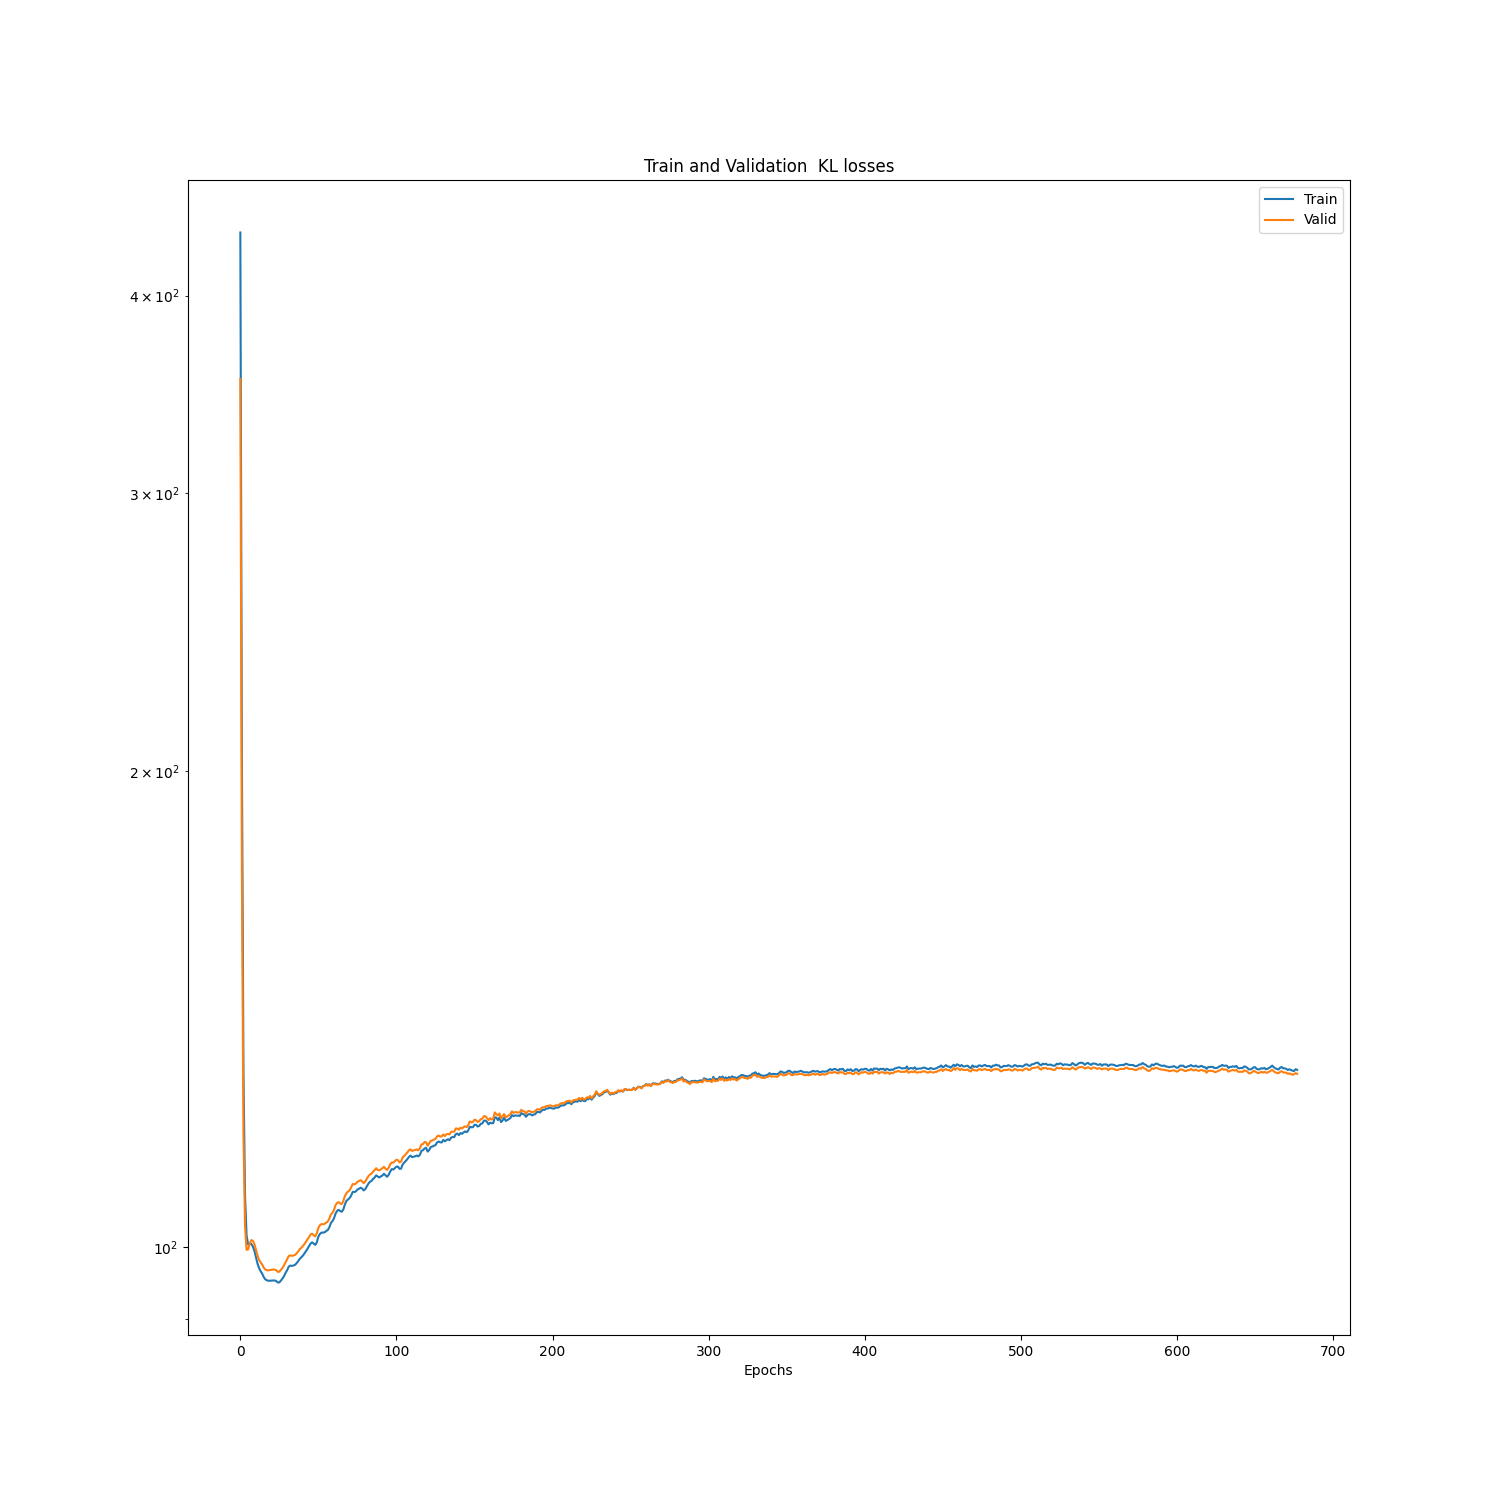 Train and Validation  KL losses
Train
Valid
4 × 10²
3 × 10²
2 × 10²
10²
0 100 200 300 400 500 600 700
Epochs